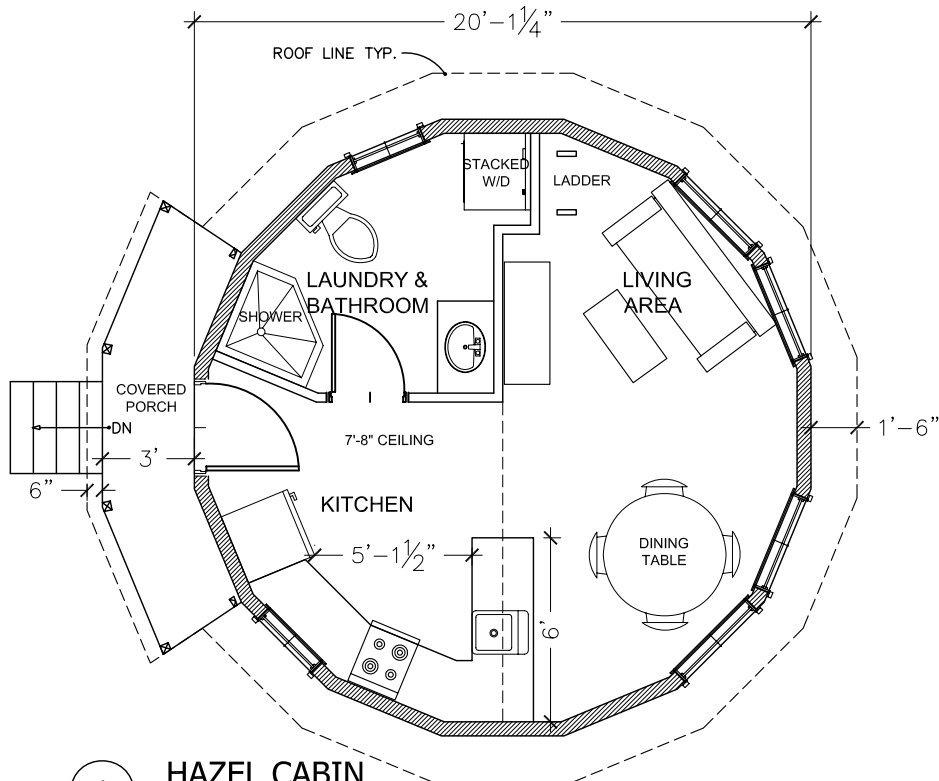 20'-1¼"
ROOF LINE TYP.
STACKED
W/D
LADDER
LAUNDRY &
BATHROOM
LIVING
AREA
SHOWER
COVERED
PORCH
DN
7'-8" CEILING
1'-6"
3'
6"
KITCHEN
5'-1½"
DINING
TABLE
6'
HAZEL CABIN